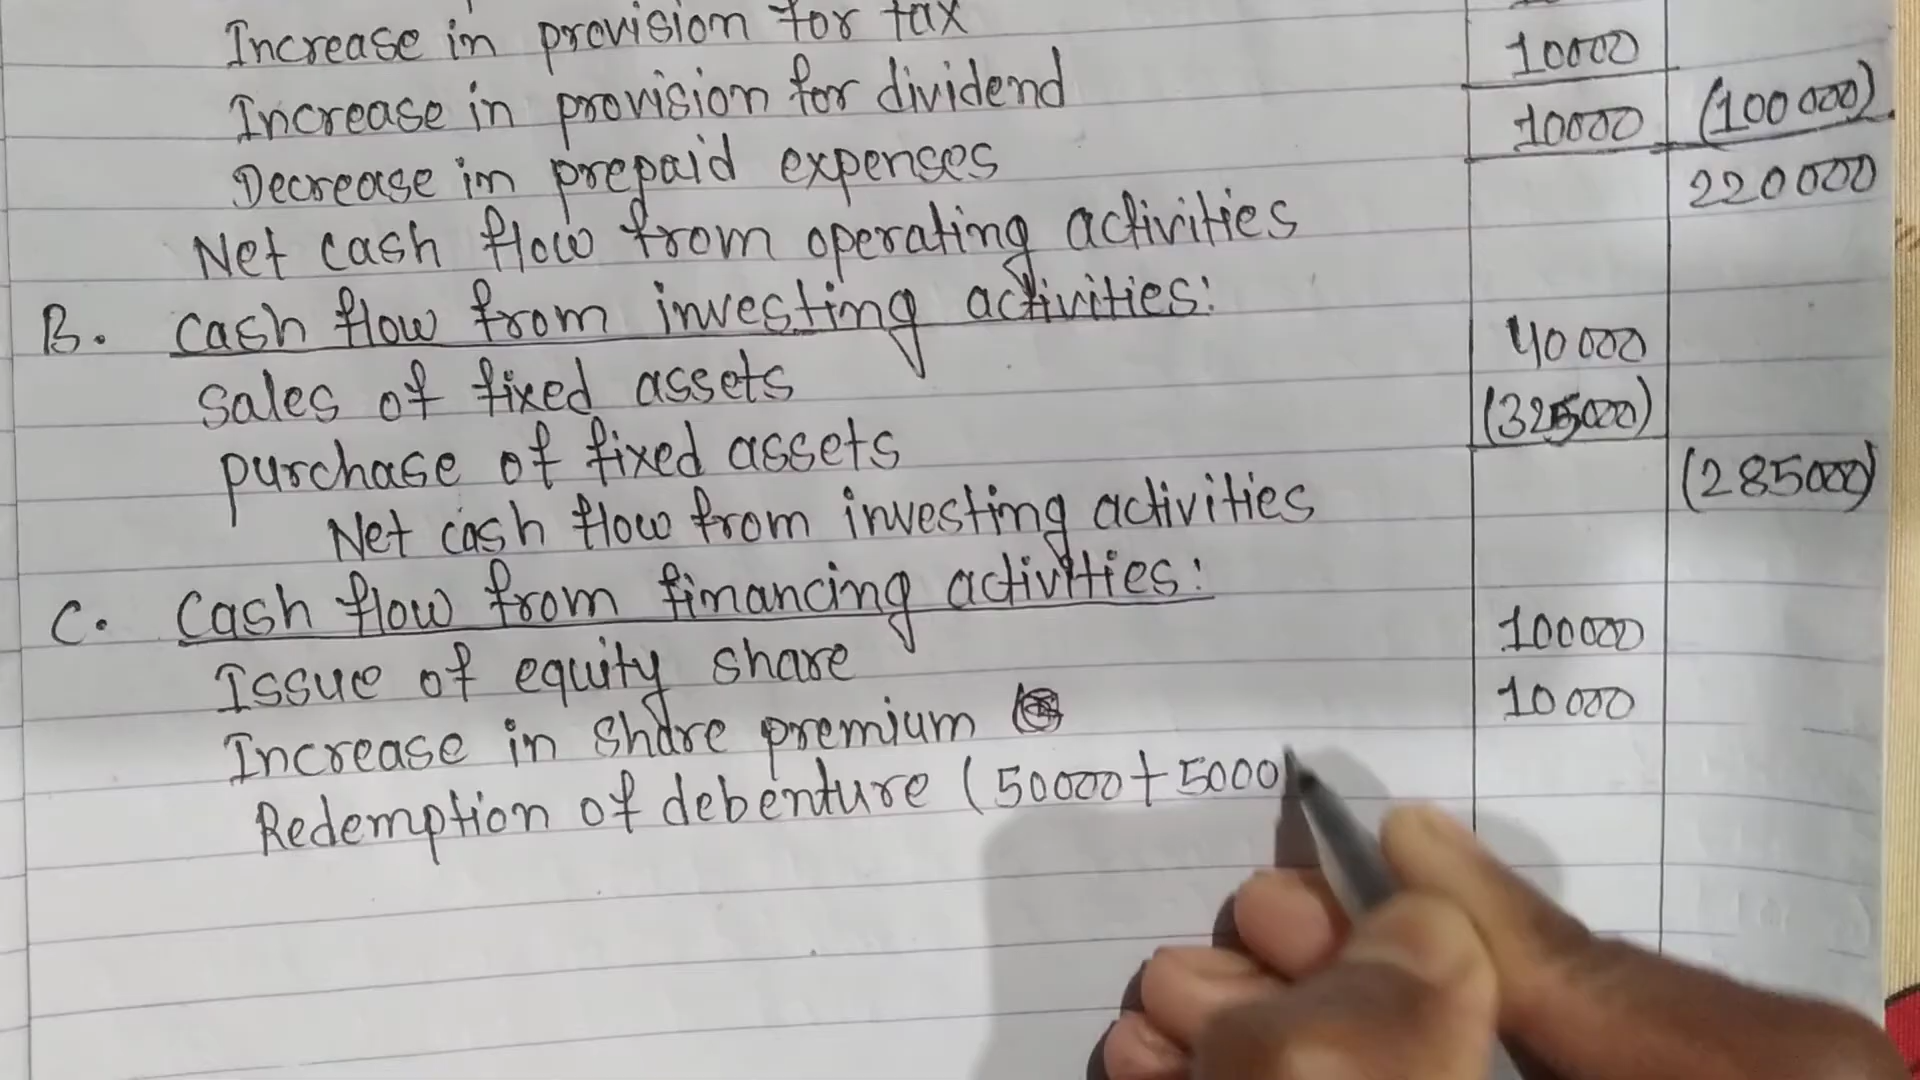 Increase in provision for tax 10000
Increase in provision for dividend 10000 (100000)
Decrease in prepaid expenses 220000
Net cash flow from operating activities
B. Cash flow from investing activities:
Sales of fixed assets 40000
purchase of fixed assets (325000)
Net cash flow from investing activities (285000)
C. Cash flow from financing activities:
Issue of equity share 100000
Increase in share premium 10000
Redemption of debenture (50000+5000